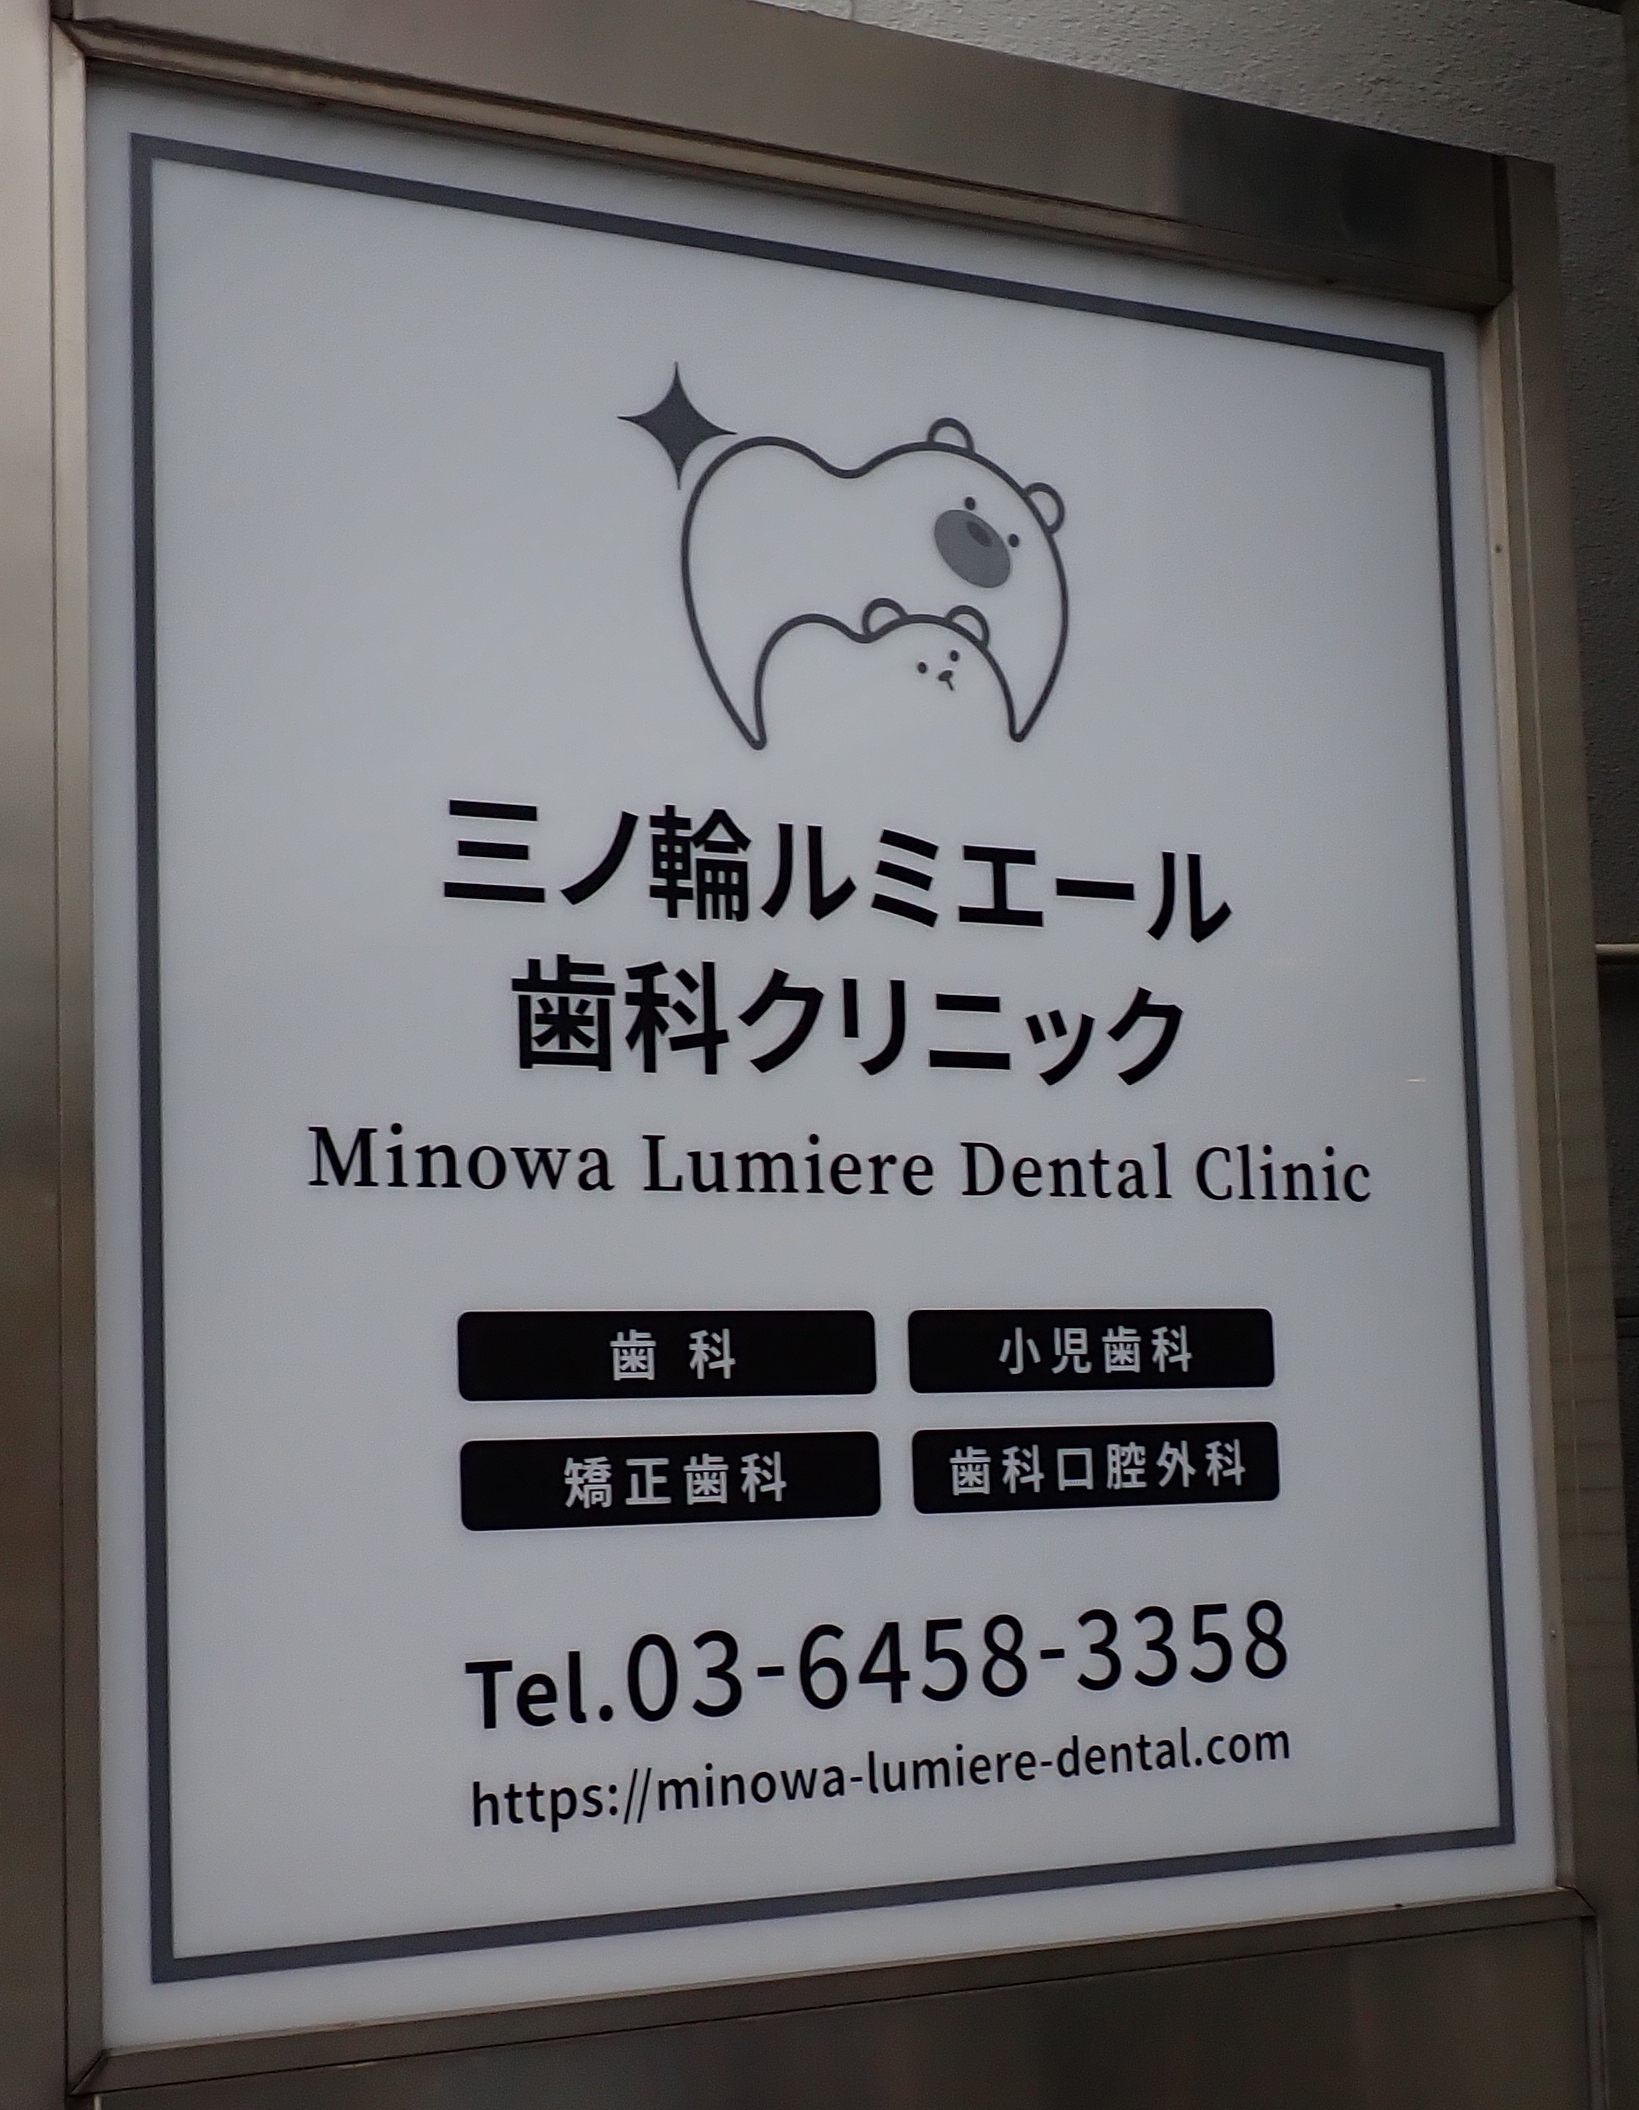 三ノ輪ルミエール
歯科クリニック
Minowa Lumiere Dental Clinic
歯科
小児歯科
矯正歯科
歯科口腔外科
Tel.03-6458-3358
https://minowa-lumiere-dental.com